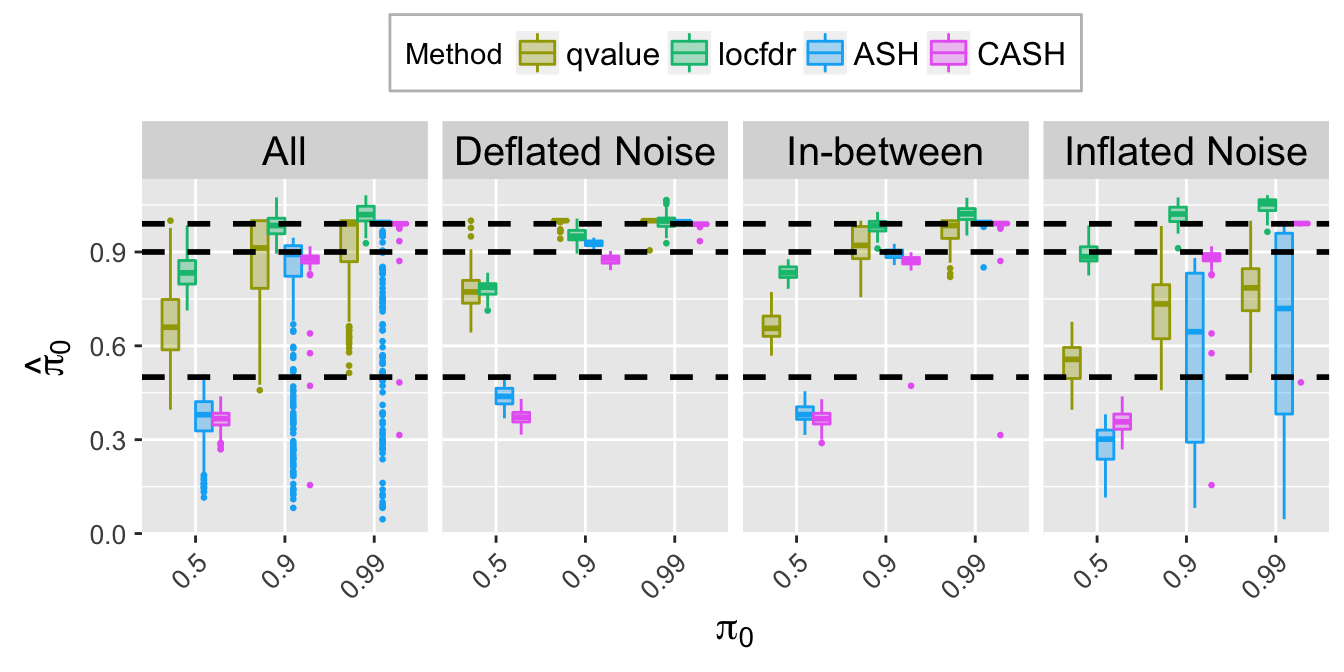 Method qvalue locfdr ASH CASH
All Deflated Noise In-between Inflated Noise
0.9
0.6
0.3
0.0
π̂0
0.5 0.9 0.99 0.5 0.9 0.99 0.5 0.9 0.99 0.5 0.9 0.99
π0